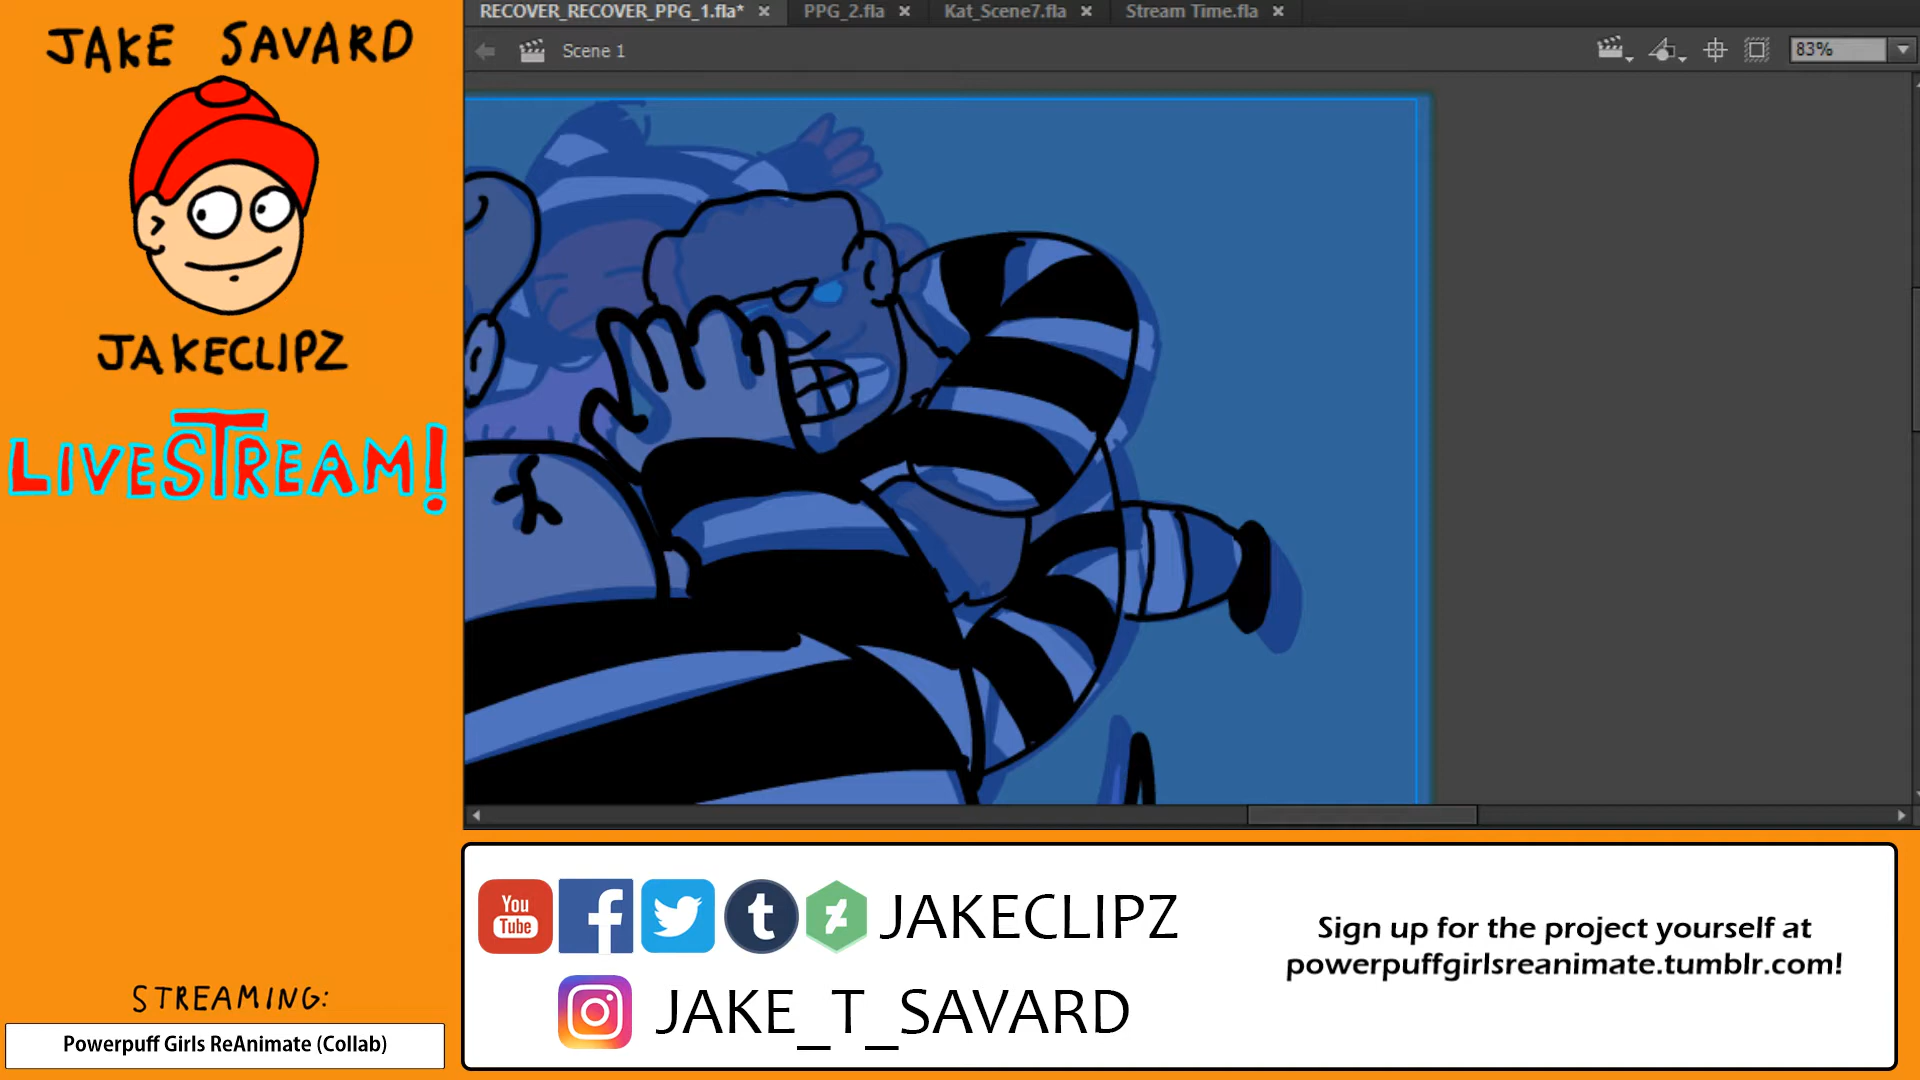 JAKE SAVARD
JAKECLIPZ
LIVESTREAM!
STREAMING:
Powerpuff Girls ReAnimate (Collab)
RECOVER_RECOVER_PPG_1.fla*
PPG_2.fla
Kat_Scene7.fla
Stream Time.fla
Scene 1
83%
You
Tube
JAKECLIPZ
JAKE_T_SAVARD
Sign up for the project yourself at
powerpuffgirlsreanimate.tumblr.com!